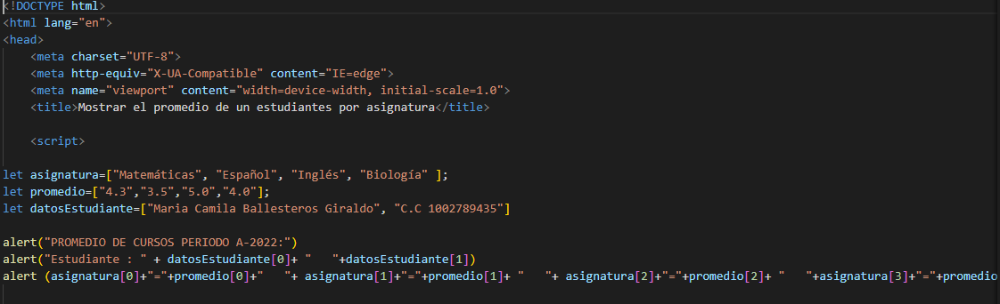 <!DOCTYPE html>
<html lang="en">
<head>
    <meta charset="UTF-8">
    <meta http-equiv="X-UA-Compatible" content="IE=edge">
    <meta name="viewport" content="width=device-width, initial-scale=1.0">
    <title>Mostrar el promedio de un estudiantes por asignatura</title>
    <script>
let asignatura=["Matemáticas", "Español", "Inglés", "Biología" ];
let promedio=["4.3","3.5","5.0","4.0"];
let datosEstudiante=["Maria Camila Ballesteros Giraldo", "C.C 1002789435"]
alert("PROMEDIO DE CURSOS PERIODO A-2022:")
alert("Estudiante : " + datosEstudiante[0]+ "   "+datosEstudiante[1])
alert (asignatura[0]+"="+promedio[0]+"   "+ asignatura[1]+"="+promedio[1]+ "   "+ asignatura[2]+"="+promedio[2]+ "   "+asignatura[3]+"="+promedio